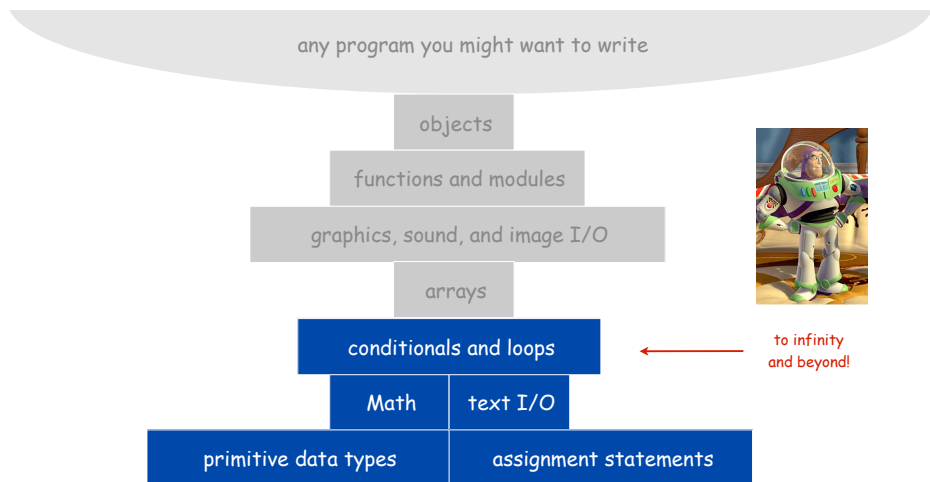 any program you might want to write
objects
functions and modules
graphics, sound, and image I/O
arrays
conditionals and loops
to infinity
and beyond!
Math
text I/O
primitive data types
assignment statements